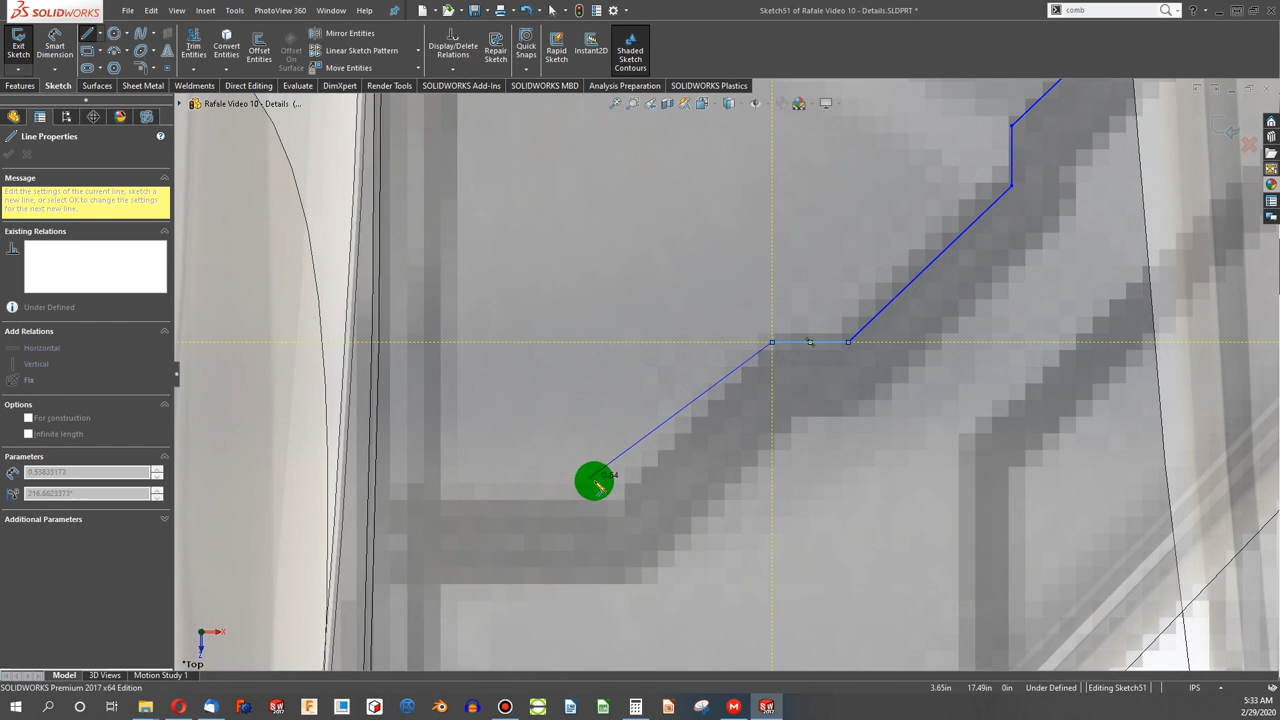 SOLIDWORKS
File Edit View Insert Tools PhotoView 360 Window Help
Sketch51 of Rafale Video 10 - Details.SLDPRT *
comb
Exit Sketch
Smart Dimension
Trim Entities
Convert Entities
Offset Entities
Offset On Surface
Mirror Entities
Linear Sketch Pattern
Move Entities
Display/Delete Relations
Repair Sketch
Quick Snaps
Rapid Sketch
Instant2D
Shaded Sketch Contours
Features Sketch Surfaces Sheet Metal Weldments Direct Editing Evaluate DimXpert Render Tools SOLIDWORKS Add-Ins SOLIDWORKS MBD Analysis Preparation SOLIDWORKS Plastics
Rafale Video 10 - Details (...
Line Properties
Message
Edit the settings of the current line, sketch a
new line, or select OK to change the settings
for the next new line.
Existing Relations
Under Defined
Add Relations
Horizontal
Vertical
Fix
Options
For construction
Infinite length
Parameters
0.53833173
216.6623373°
Additional Parameters
0.54
X
Z
*Top
Model 3D Views Motion Study 1
SOLIDWORKS Premium 2017 x64 Edition
3.65in 17.49in 0in Under Defined Editing Sketch51 IPS
5:33 AM
2/29/2020